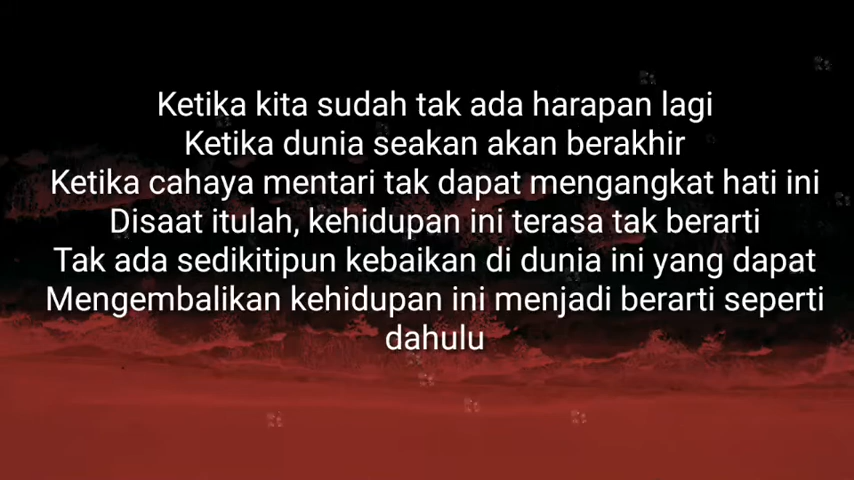 Ketika kita sudah tak ada harapan lagi
Ketika dunia seakan akan berakhir
Ketika cahaya mentari tak dapat mengangkat hati ini
Disaat itulah, kehidupan ini terasa tak berarti
Tak ada sedikitipun kebaikan di dunia ini yang dapat
Mengembalikan kehidupan ini menjadi berarti seperti
dahulu